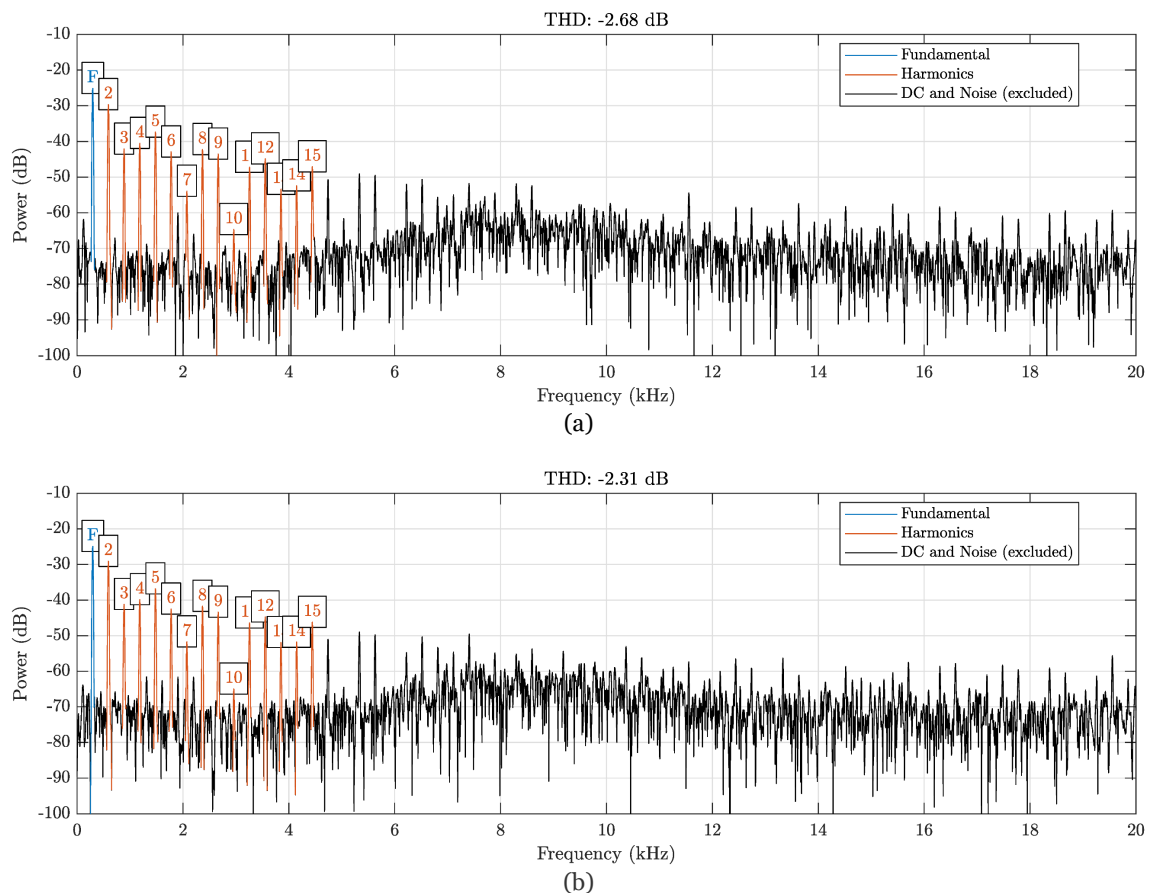 THD: -2.68 dB
-10
-20
-30
-40
-50
-60
-70
-80
-90
-100
Power (dB)
F
2
3
4
5
6
7
8
9
10
1
12
1
14
15
Fundamental
Harmonics
DC and Noise (excluded)
0 2 4 6 8 10 12 14 16 18 20
Frequency (kHz)
(a)
THD: -2.31 dB
-10
-20
-30
-40
-50
-60
-70
-80
-90
-100
Power (dB)
F
2
3
4
5
6
7
8
9
10
1
12
1
14
15
Fundamental
Harmonics
DC and Noise (excluded)
0 2 4 6 8 10 12 14 16 18 20
Frequency (kHz)
(b)